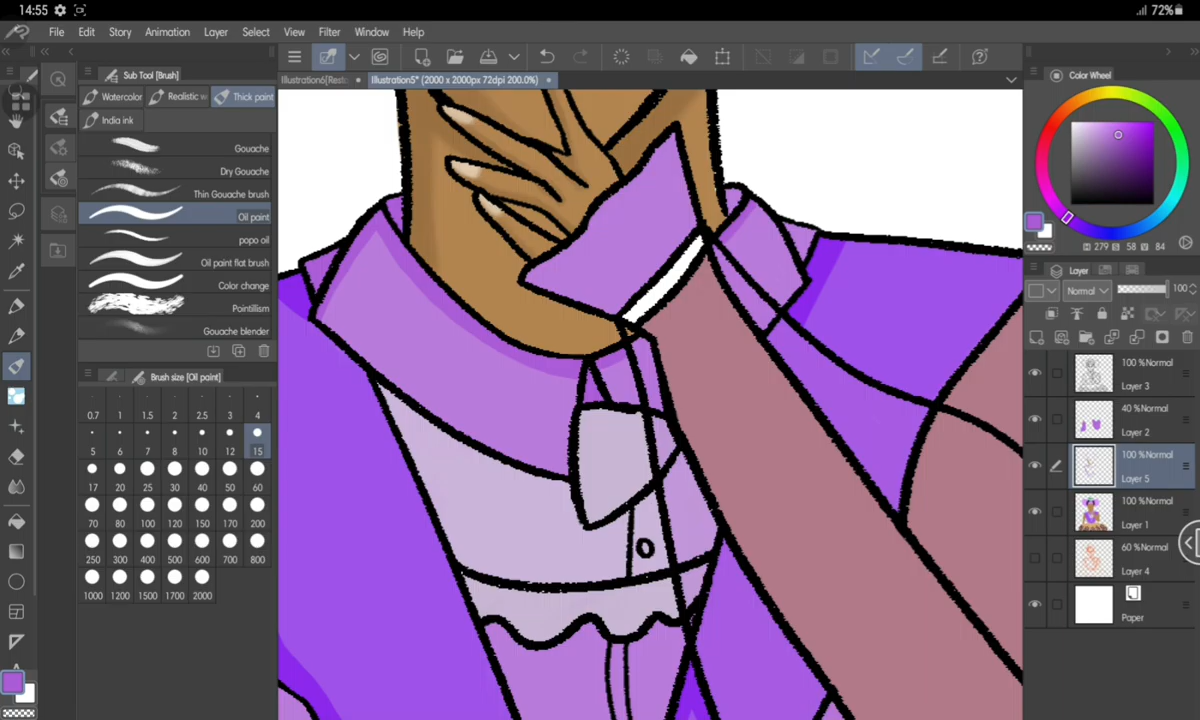 14:55
72%
File Edit Story Animation Layer Select View Filter Window Help
Sub Tool [Brush]
Illustration5* (2000 x 2000px 72dpi 200.0%)
Color Wheel
Watercolor Realistic Thick paint
India ink
Gouache
Dry Gouache
Thin Gouache brush
Oil paint
popo oil
Oil paint flat brush
Color change
Pointillism
Gouache blender
H 279 S 58 V 84
Layer
Normal 100
Brush size [Oil paint]
0.7 1 1.5 2 2.5 3 4
5 6 7 8 10 12 15
17 20 25 30 40 50 60
70 80 100 120 150 170 200
250 300 400 500 600 700 800
1000 1200 1500 1700 2000
100 %Normal
Layer 3
40 %Normal
Layer 2
100 %Normal
Layer 5
100 %Normal
Layer 1
60 %Normal
Layer 4
Paper